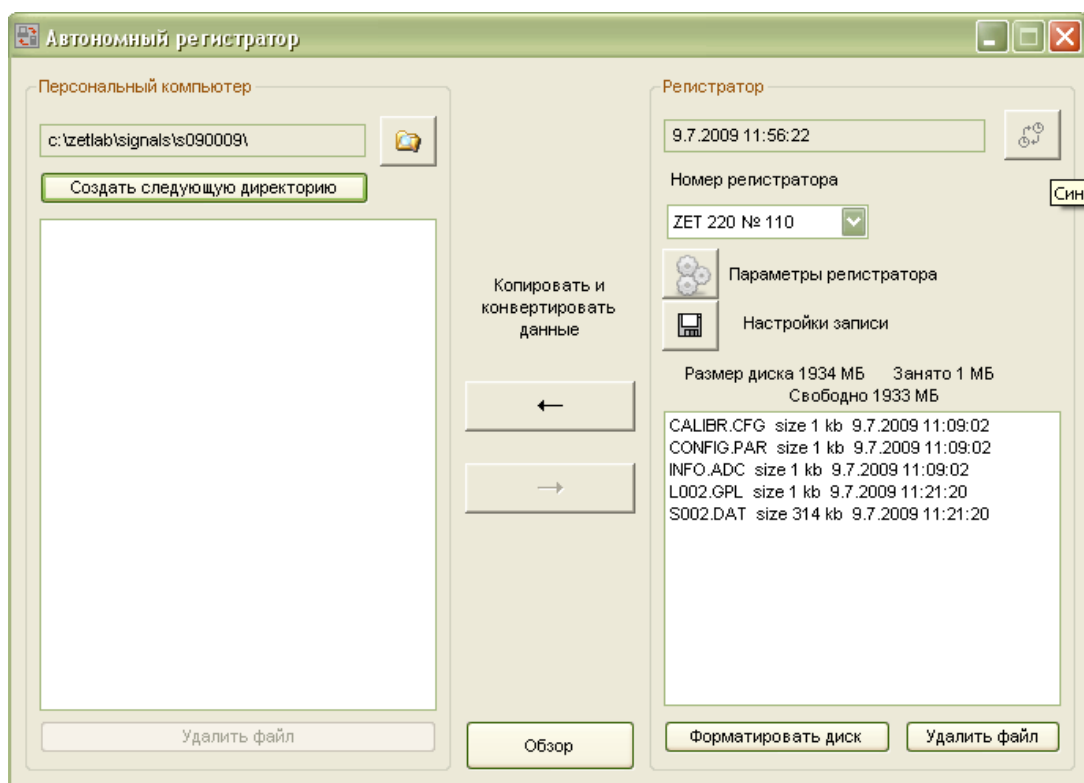 Автономный регистратор
Персональный компьютер
c:\zetlab\signals\s090009\
Создать следующую директорию
Удалить файл
Копировать и
конвертировать
данные
←
→
Обзор
Регистратор
9.7.2009 11:56:22
Син
Номер регистратора
ZET 220 № 110
Параметры регистратора
Настройки записи
Размер диска 1934 МБ Занято 1 МБ
Свободно 1933 МБ
CALIBR.CFG size 1 kb 9.7.2009 11:09:02
CONFIG.PAR size 1 kb 9.7.2009 11:09:02
INFO.ADC size 1 kb 9.7.2009 11:09:02
L002.GPL size 1 kb 9.7.2009 11:21:20
S002.DAT size 314 kb 9.7.2009 11:21:20
Форматировать диск
Удалить файл